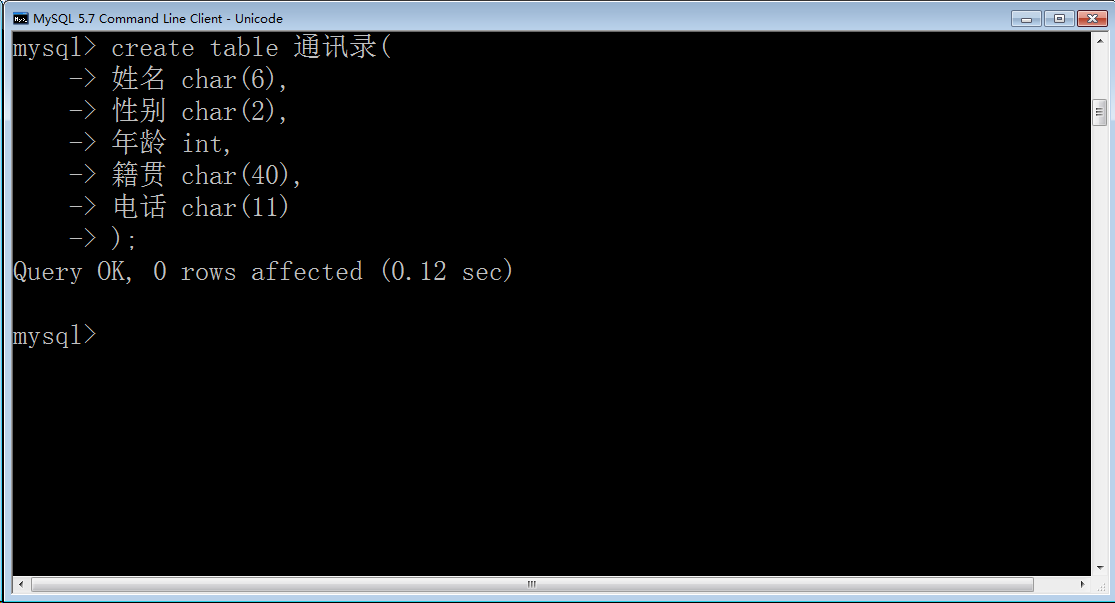 MySQL 5.7 Command Line Client - Unicode
mysql> create table 通讯录(
    -> 姓名 char(6),
    -> 性别 char(2),
    -> 年龄 int,
    -> 籍贯 char(40),
    -> 电话 char(11)
    -> );
Query OK, 0 rows affected (0.12 sec)
mysql>